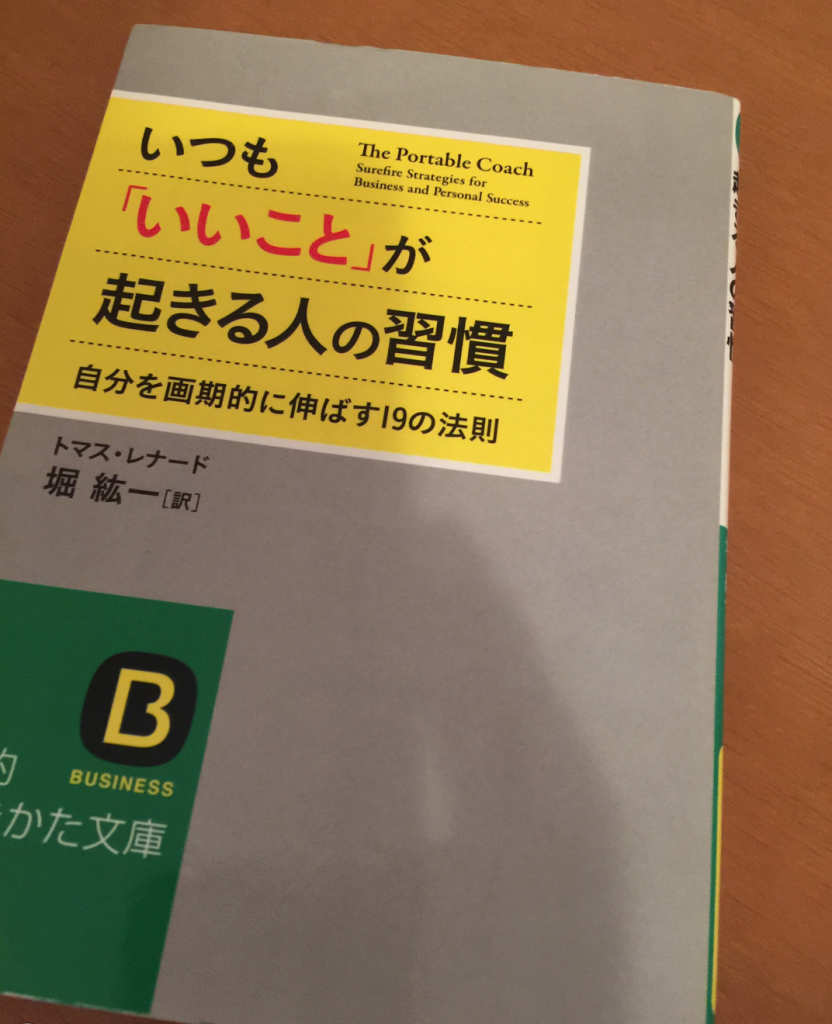 いつも
The Portable Coach
Surefire Strategies for
Business and Personal Success
「いいこと」が
起きる人の習慣
自分を画期的に伸ばす19の法則
トマス・レナード
堀 紘一[訳]
B
BUSINESS
的
きかた文庫